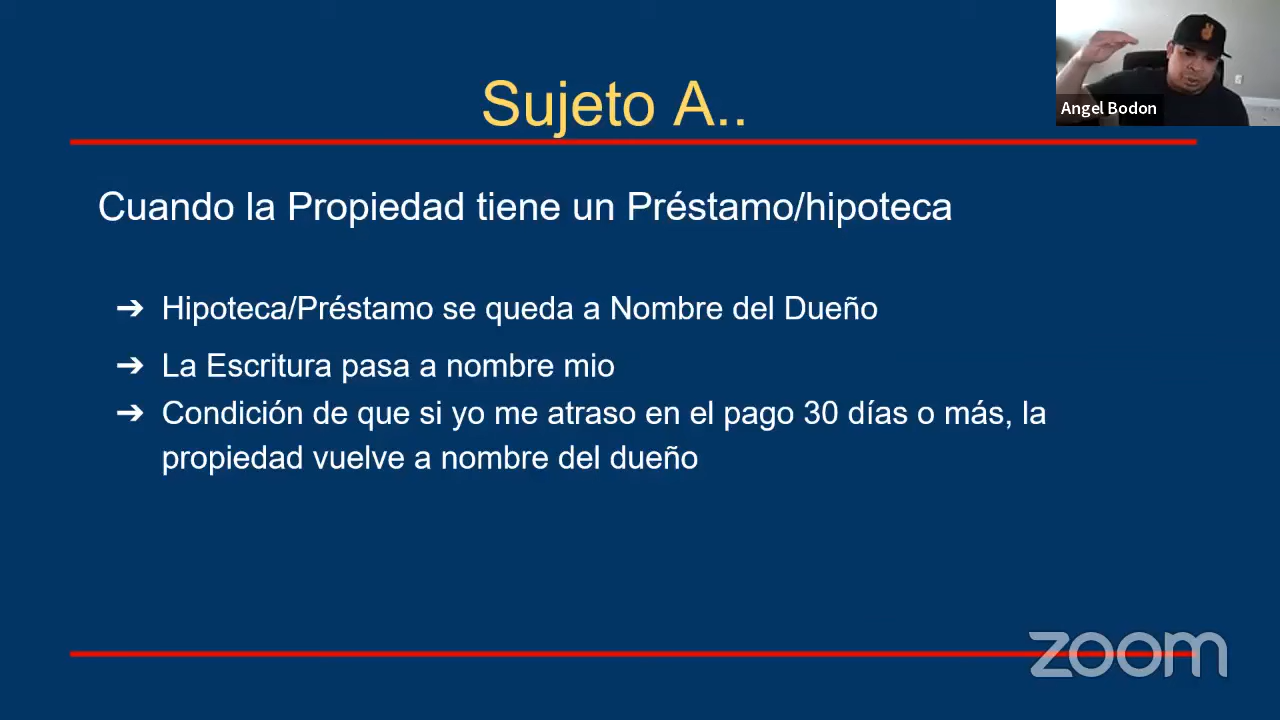 Sujeto A..
Angel Bodon
Cuando la Propiedad tiene un Préstamo/hipoteca
➔ Hipoteca/Préstamo se queda a Nombre del Dueño
➔ La Escritura pasa a nombre mio
➔ Condición de que si yo me atraso en el pago 30 días o más, la
propiedad vuelve a nombre del dueño
zoom